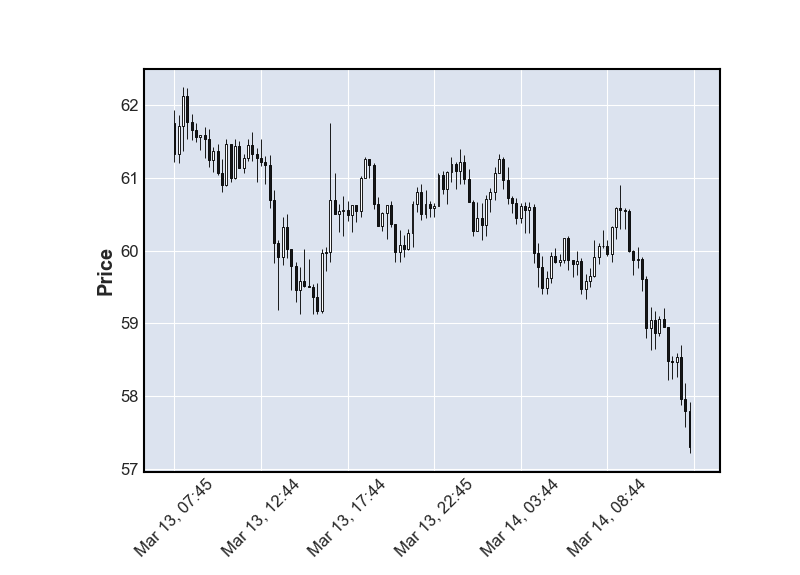 Price
62
61
60
59
58
57
Mar 13, 07:45
Mar 13, 12:44
Mar 13, 17:44
Mar 13, 22:45
Mar 14, 03:44
Mar 14, 08:44